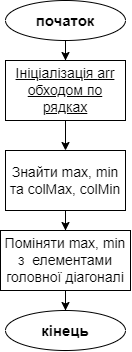 початок
Ініціалізація arr
обходом по
рядках
Знайти max, min
та colMax, colMin
Поміняти max, min
з елементами
головної діагоналі
кінець